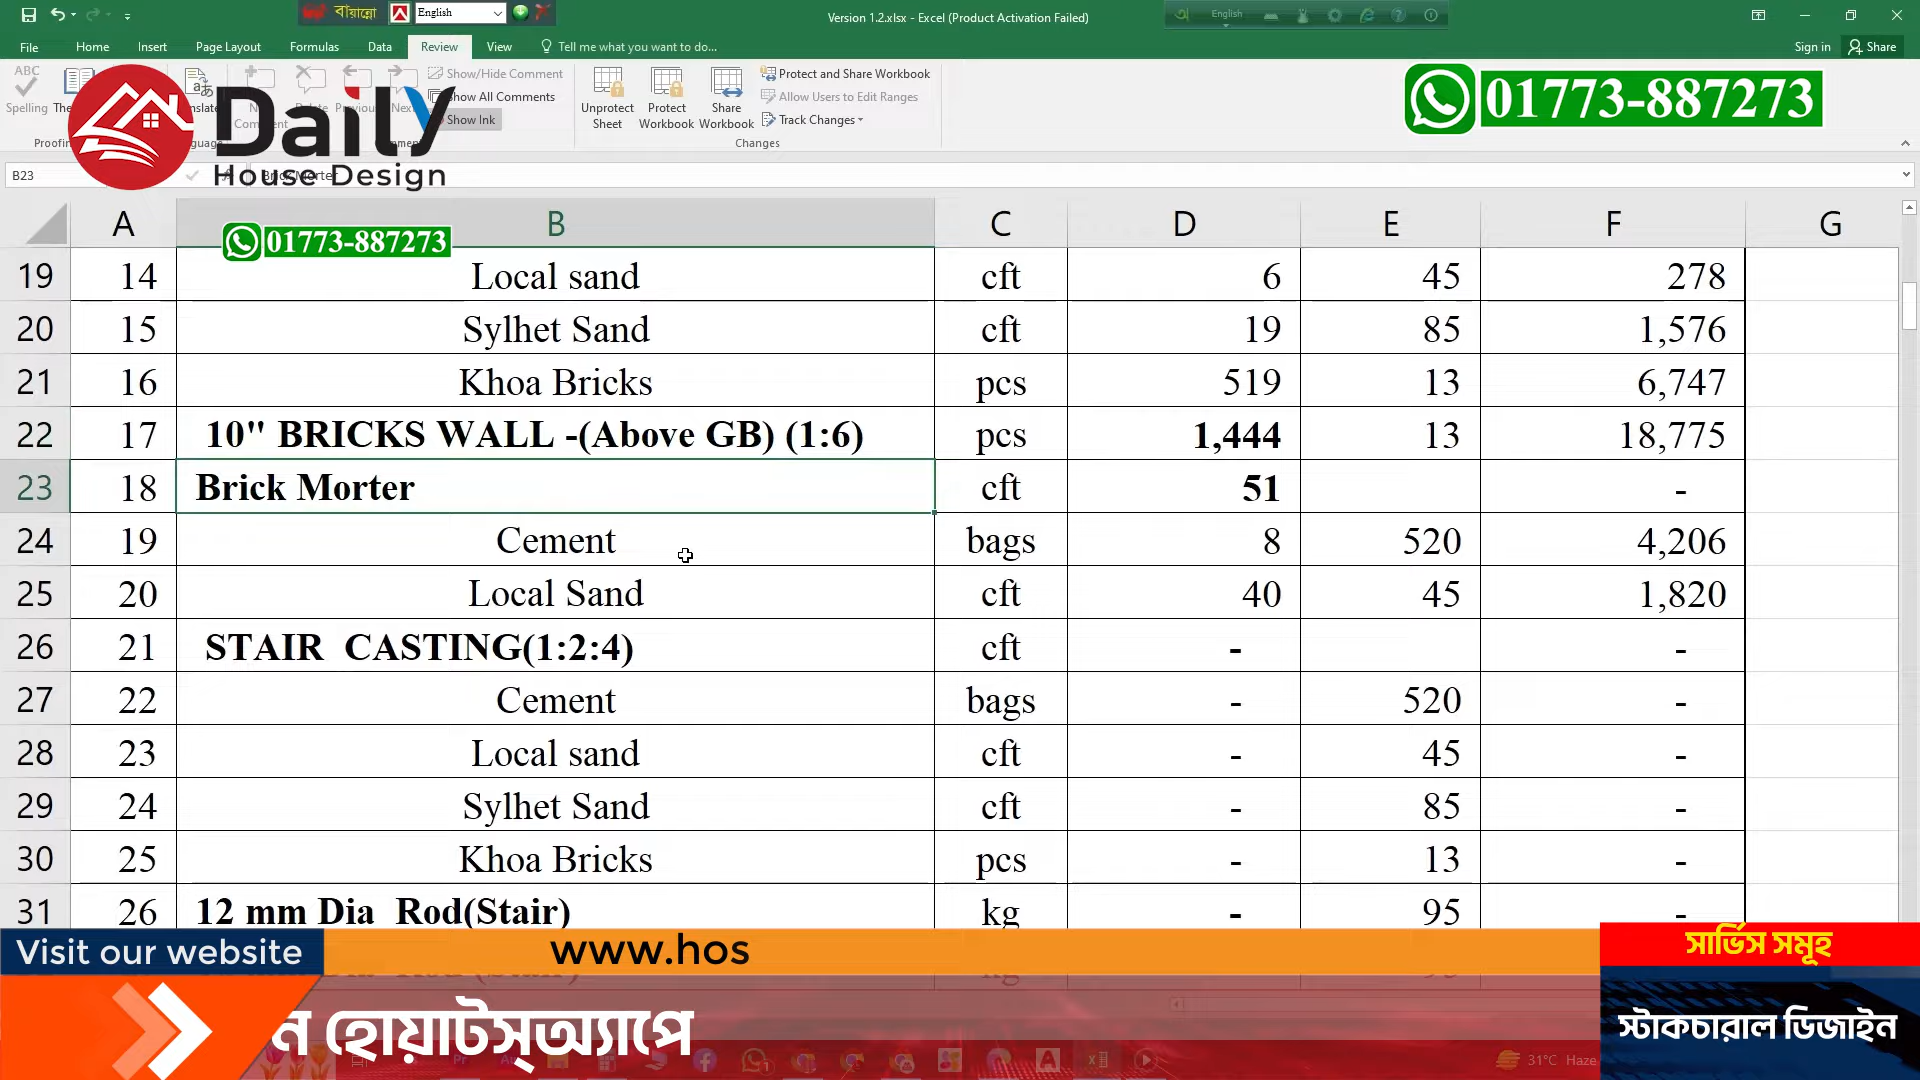 বায়ান্নো
English
Version 1.2.xlsx - Excel (Product Activation Failed)
English
File Home Insert Page Layout Formulas Data Review View Tell me what you want to do... Sign in Share
ABC
Spelling
Show/Hide Comment
Show All Comments
Show Ink
Unprotect Sheet
Protect Workbook
Share Workbook
Protect and Share Workbook
Allow Users to Edit Ranges
Track Changes
Changes
Daily
House Design
01773-887273
B23
A B C D E F G
01773-887273
19 14 Local sand cft 6 45 278
20 15 Sylhet Sand cft 19 85 1,576
21 16 Khoa Bricks pcs 519 13 6,747
22 17 10" BRICKS WALL -(Above GB) (1:6) pcs 1,444 13 18,775
23 18 Brick Morter cft 51 -
24 19 Cement bags 8 520 4,206
25 20 Local Sand cft 40 45 1,820
26 21 STAIR CASTING(1:2:4) cft - -
27 22 Cement bags - 520 -
28 23 Local sand cft - 45 -
29 24 Sylhet Sand cft - 85 -
30 25 Khoa Bricks pcs - 13 -
31 26 12 mm Dia Rod(Stair) kg - 95 -
Visit our website
www.hos
সার্ভিস সমূহ
ন হোয়াটস্অ্যাপে
স্টাকচারাল ডিজাইন
31°C Haze